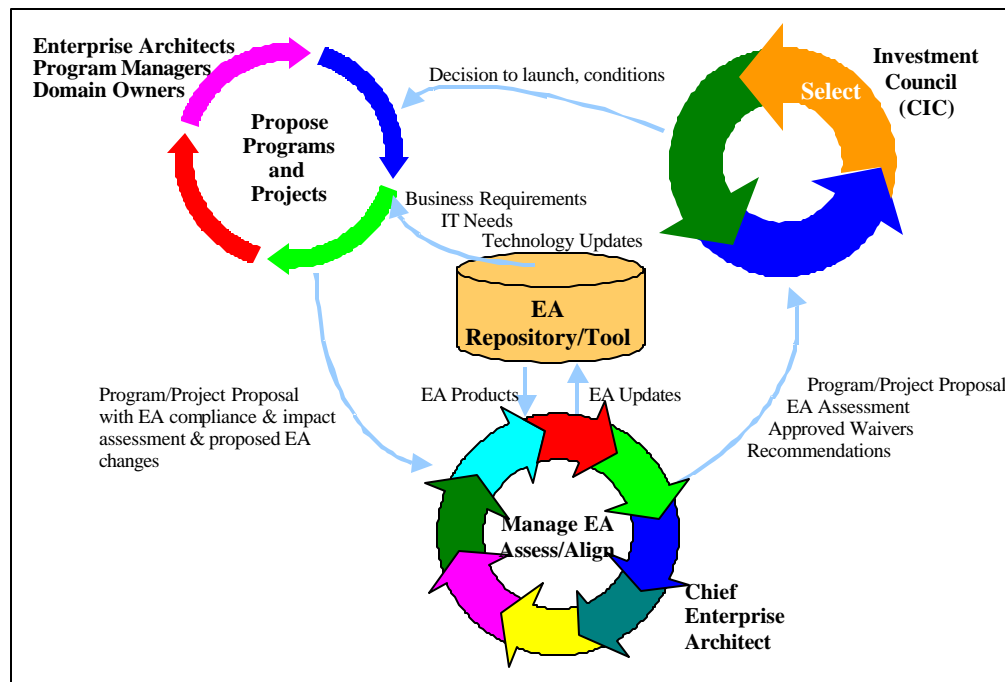 Enterprise Architects
Program Managers
Domain Owners
Propose
Programs
and
Projects
Decision to launch, conditions
Select
Investment
Council
(CIC)
Business Requirements
IT Needs
Technology Updates
EA
Repository/Tool
EA Products
EA Updates
Program/Project Proposal
with EA compliance & impact
assessment & proposed EA
changes
Program/Project Proposal
EA Assessment
Approved Waivers
Recommendations
Manage EA
Assess/Align
Chief
Enterprise
Architect